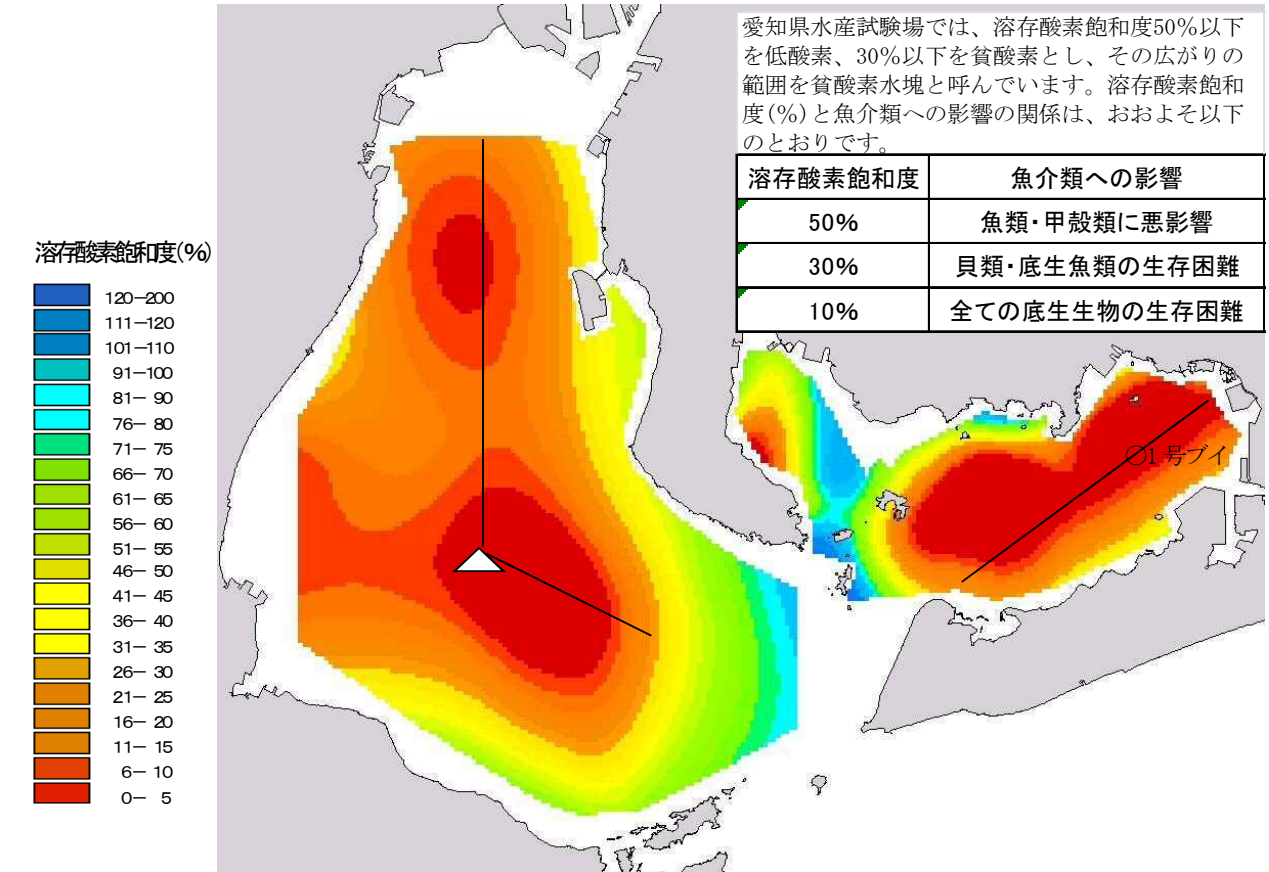 愛知県水産試験場では、溶存酸素飽和度50％以下
を低酸素、30％以下を貧酸素とし、その広がりの
範囲を貧酸素水塊と呼んでいます。溶存酸素飽和
度(％)と魚介類への影響の関係は、おおよそ以下
のとおりです。
溶存酸素飽和度 魚介類への影響
50% 魚類・甲殻類に悪影響
30% 貝類・底生魚類の生存困難
10% 全ての底生生物の生存困難
溶存酸素飽和度(%)
120-200
111-120
101-110
91-100
81- 90
76- 80
71- 75
66- 70
61- 65
56- 60
51- 55
46- 50
41- 45
36- 40
31- 35
26- 30
21- 25
16- 20
11- 15
6- 10
0- 5
○1号ブイ